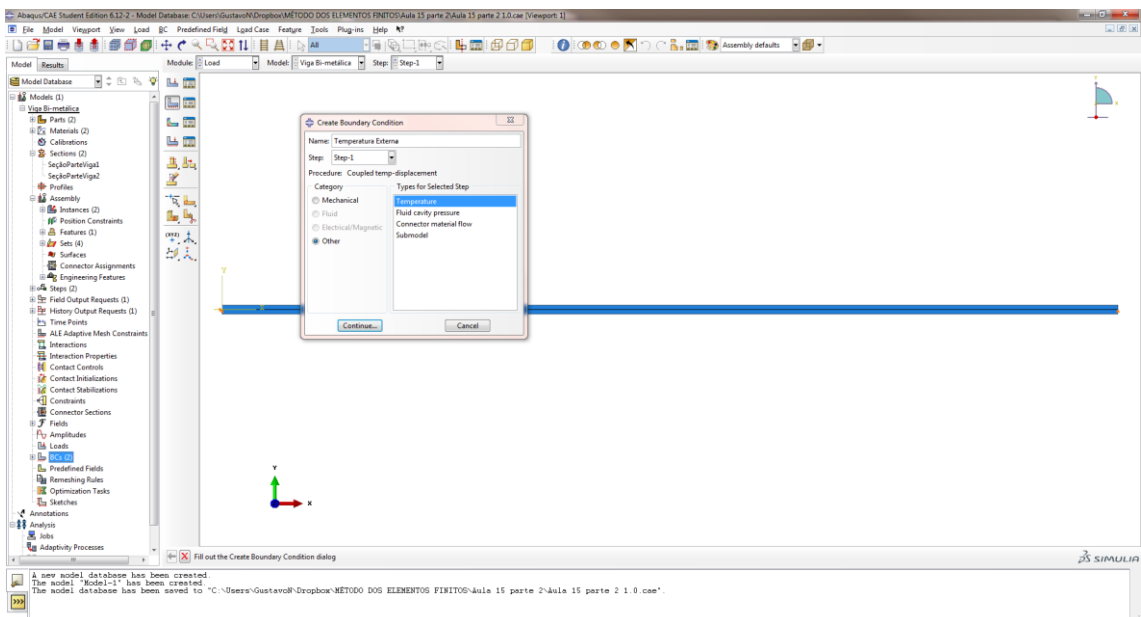 Abaqus/CAE Student Edition 6.12-2 - Model Database: C:\Users\GustavoN\Dropbox\MÉTODO DOS ELEMENTOS FINITOS\Aula 15 parte 2\Aula 15 parte 2 1.0.cae [Viewport: 1]
File Model Viewport View Load BC Predefined Field Load Case Feature Tools Plug-ins Help
All
Assembly defaults
Model Results
Module: Load Model: Viga Bi-metálica Step: Step-1
Model Database
Models (1)
Viga Bi-metálica
Parts (2)
Materials (2)
Calibrations
Sections (2)
SeçãoParteViga1
SeçãoParteViga2
Profiles
Assembly
Instances (2)
Position Constraints
Features (1)
Sets (4)
Surfaces
Connector Assignments
Engineering Features
Steps (2)
Field Output Requests (1)
History Output Requests (1)
Time Points
ALE Adaptive Mesh Constraints
Interactions
Interaction Properties
Contact Controls
Contact Initializations
Contact Stabilizations
Constraints
Connector Sections
Fields
Amplitudes
Loads
BCs (2)
Predefined Fields
Remeshing Rules
Optimization Tasks
Sketches
Annotations
Analysis
Jobs
Adaptivity Processes
Create Boundary Condition
Name: Temperatura Externa
Step: Step-1
Procedure: Coupled temp-displacement
Category
Mechanical
Fluid
Electrical/Magnetic
Other
Types for Selected Step
Temperature
Fluid cavity pressure
Connector material flow
Submodel
Continue... Cancel
Y
Y
X
Fill out the Create Boundary Condition dialog
SIMULIA
A new model database has been created.
The model "Model-1" has been created.
The model database has been saved to "C:\Users\GustavoN\Dropbox\MÉTODO DOS ELEMENTOS FINITOS\Aula 15 parte 2\Aula 15 parte 2 1.0.cae".